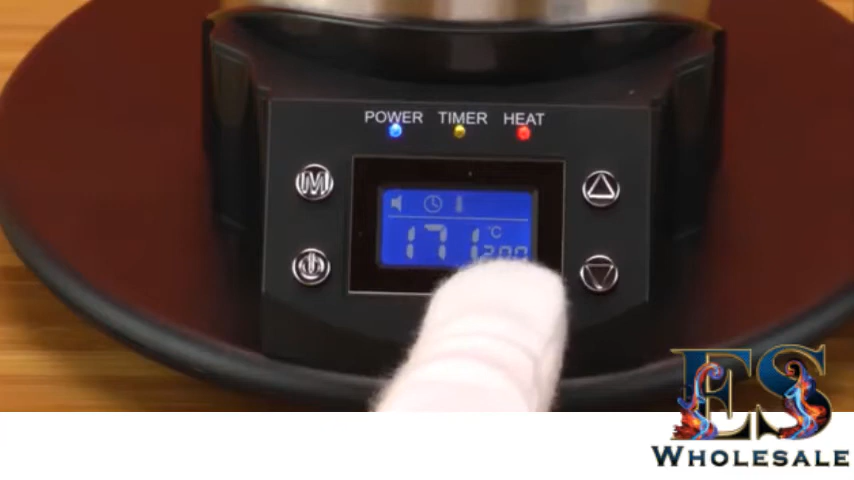 POWER TIMER HEAT
M
171 °C
200
ES
WHOLESALE